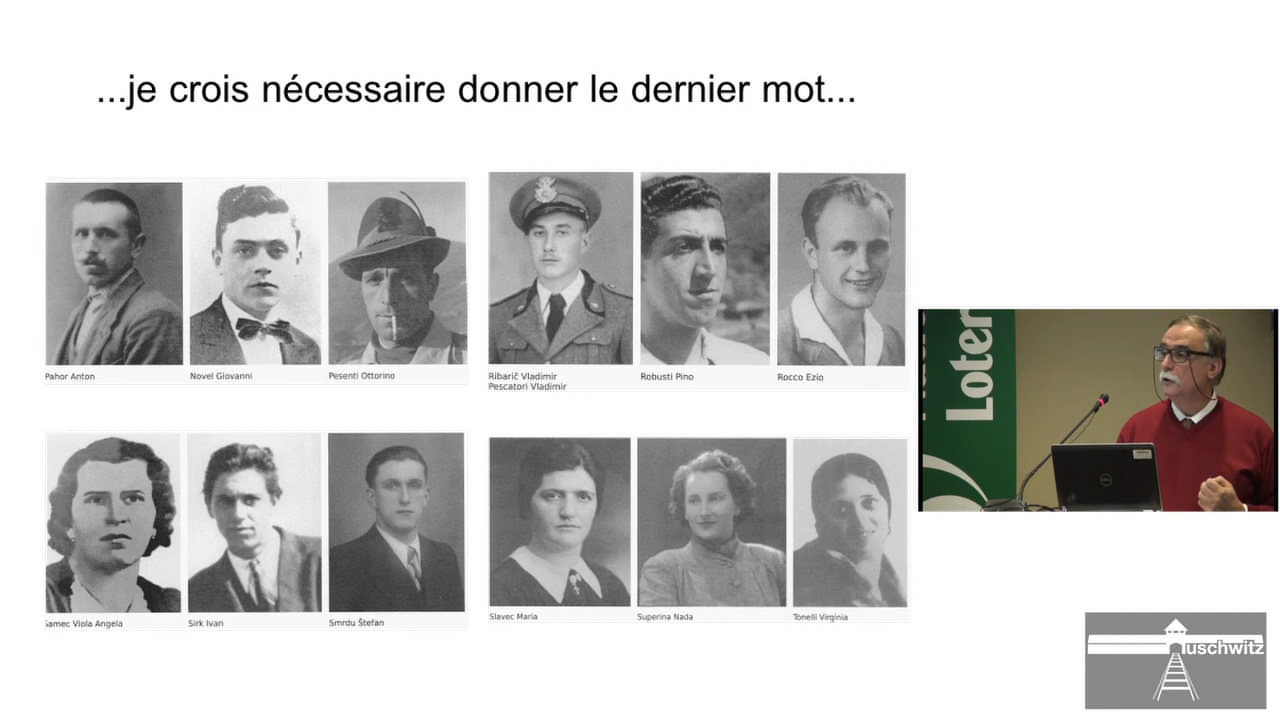 ...je crois nécessaire donner le dernier mot...
Pahor Anton
Novel Giovanni
Pesenti Ottorino
Ribarič Vladimir
Pescatori Vladimir
Robusti Pino
Rocco Ezio
Samec Viola Angela
Sirk Ivan
Smrdu Štefan
Slavec Maria
Superina Nada
Tonelli Virginia
Loter
DELL
uschwitz